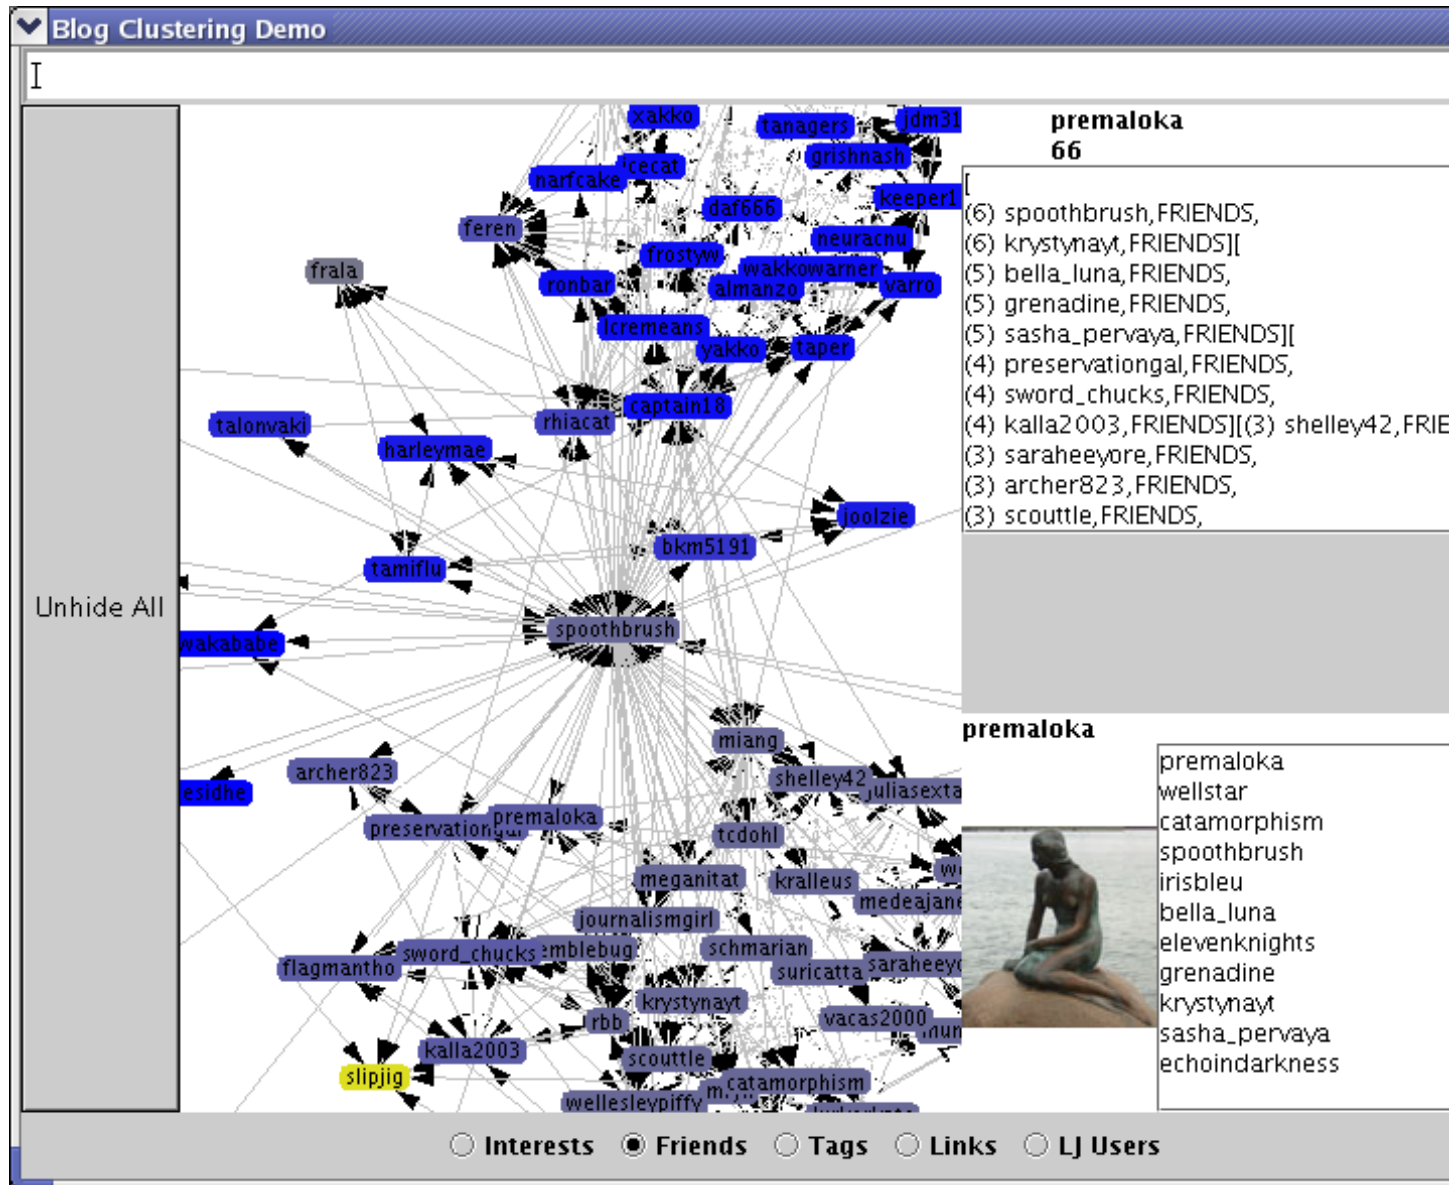 Blog Clustering Demo
Unhide All
xakko
tanagers
jdm31
grishnash
icecat
narfcake
keeper1
daf666
feren
neuracnu
frostyw
wakkowarner
frala
ronbar
almanzo
varro
lcremeans
yakko
taper
captain18
rhiacat
talonvaki
harleymae
joolzie
bkm5191
tamiflu
spoothbrush
wakababe
miang
archer823
shelley42
juliasexta
esidhe
premaloka
preservationgal
tcdohl
meganitat
kralleus
medeajane
journalismgirl
sword_chucks
emblebug
schmarian
saraheeyo
flagmantho
suricatta
krystynayt
rbb
vacas2000
kalla2003
scouttle
slipjig
catamorphism
wellesleypiffy
premaloka
66
[
(6) spoothbrush,FRIENDS,
(6) krystynayt,FRIENDS][
(5) bella_luna,FRIENDS,
(5) grenadine,FRIENDS,
(5) sasha_pervaya,FRIENDS][
(4) preservationgal,FRIENDS,
(4) sword_chucks,FRIENDS,
(4) kalla2003,FRIENDS][(3) shelley42,FRIE
(3) saraheeyore,FRIENDS,
(3) archer823,FRIENDS,
(3) scouttle,FRIENDS,
premaloka
premaloka
wellstar
catamorphism
spoothbrush
irisbleu
bella_luna
elevenknights
grenadine
krystynayt
sasha_pervaya
echoindarkness
Interests Friends Tags Links LJ Users